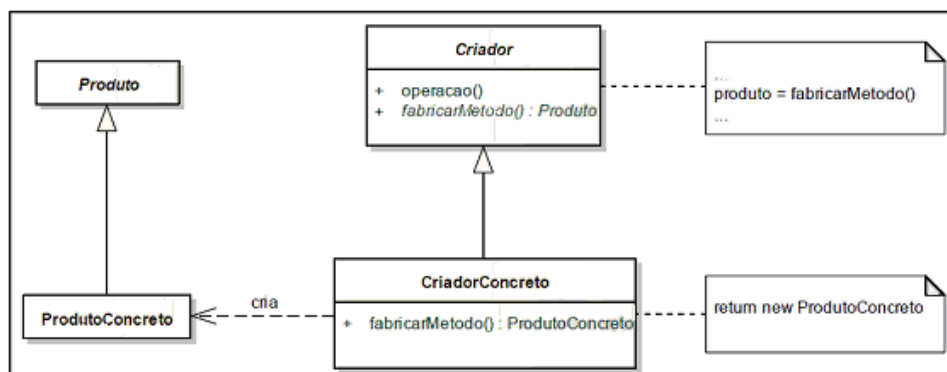 Produto
Criador
+ operacao()
+ fabricarMetodo() : Produto
...
produto = fabricarMetodo()
...
ProdutoConcreto
cria
CriadorConcreto
+ fabricarMetodo() : ProdutoConcreto
return new ProdutoConcreto